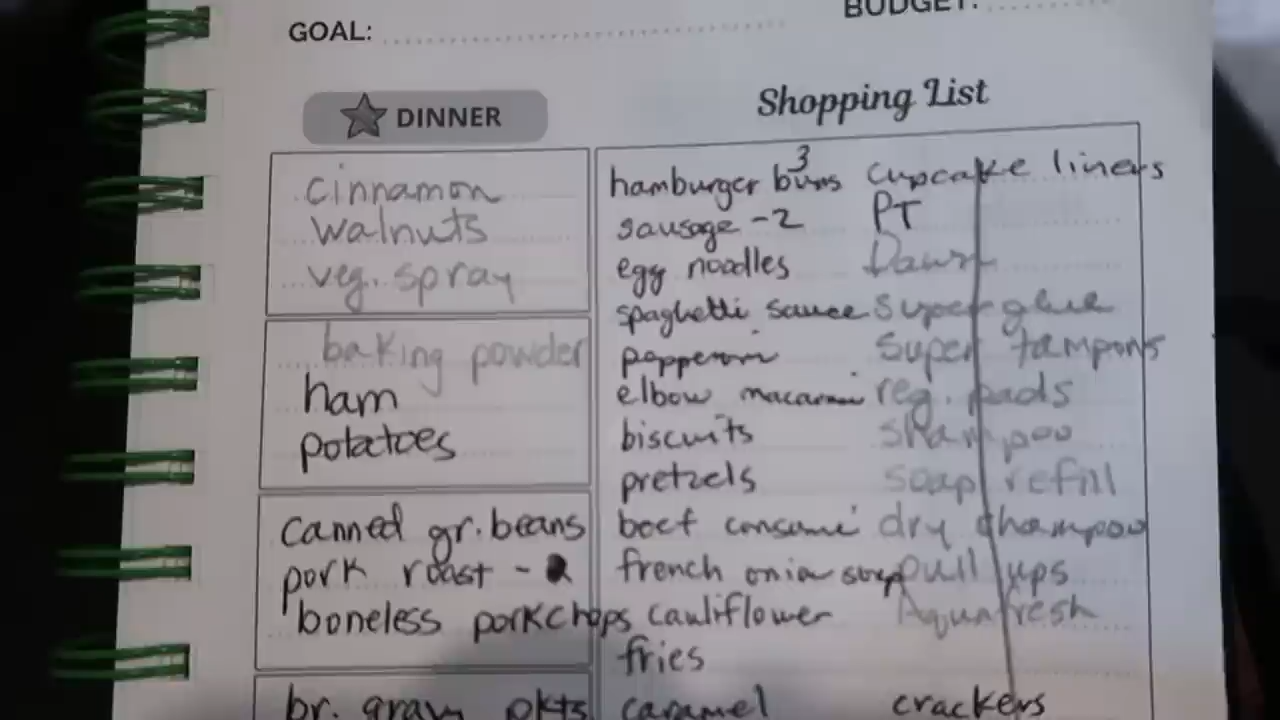 GOAL:
BUDGET:
DINNER
cinnamon
walnuts
veg. spray
baking powder
ham
potatoes
canned gr. beans
pork roast -
boneless porkchops
br. gravy pkts
Shopping List
hamburger buns 3
sausage -2
egg noodles
spaghetti sauce
pepperoni
elbow macaroni
biscuits
pretzels
beef consumé
french onion soup
cauliflower
fries
caramel
cupcake liners
PT
Dawn
superglue
super tampons
reg. pads
shampoo
soap refill
dry shampoo
pull ups
Aquafresh
crackers